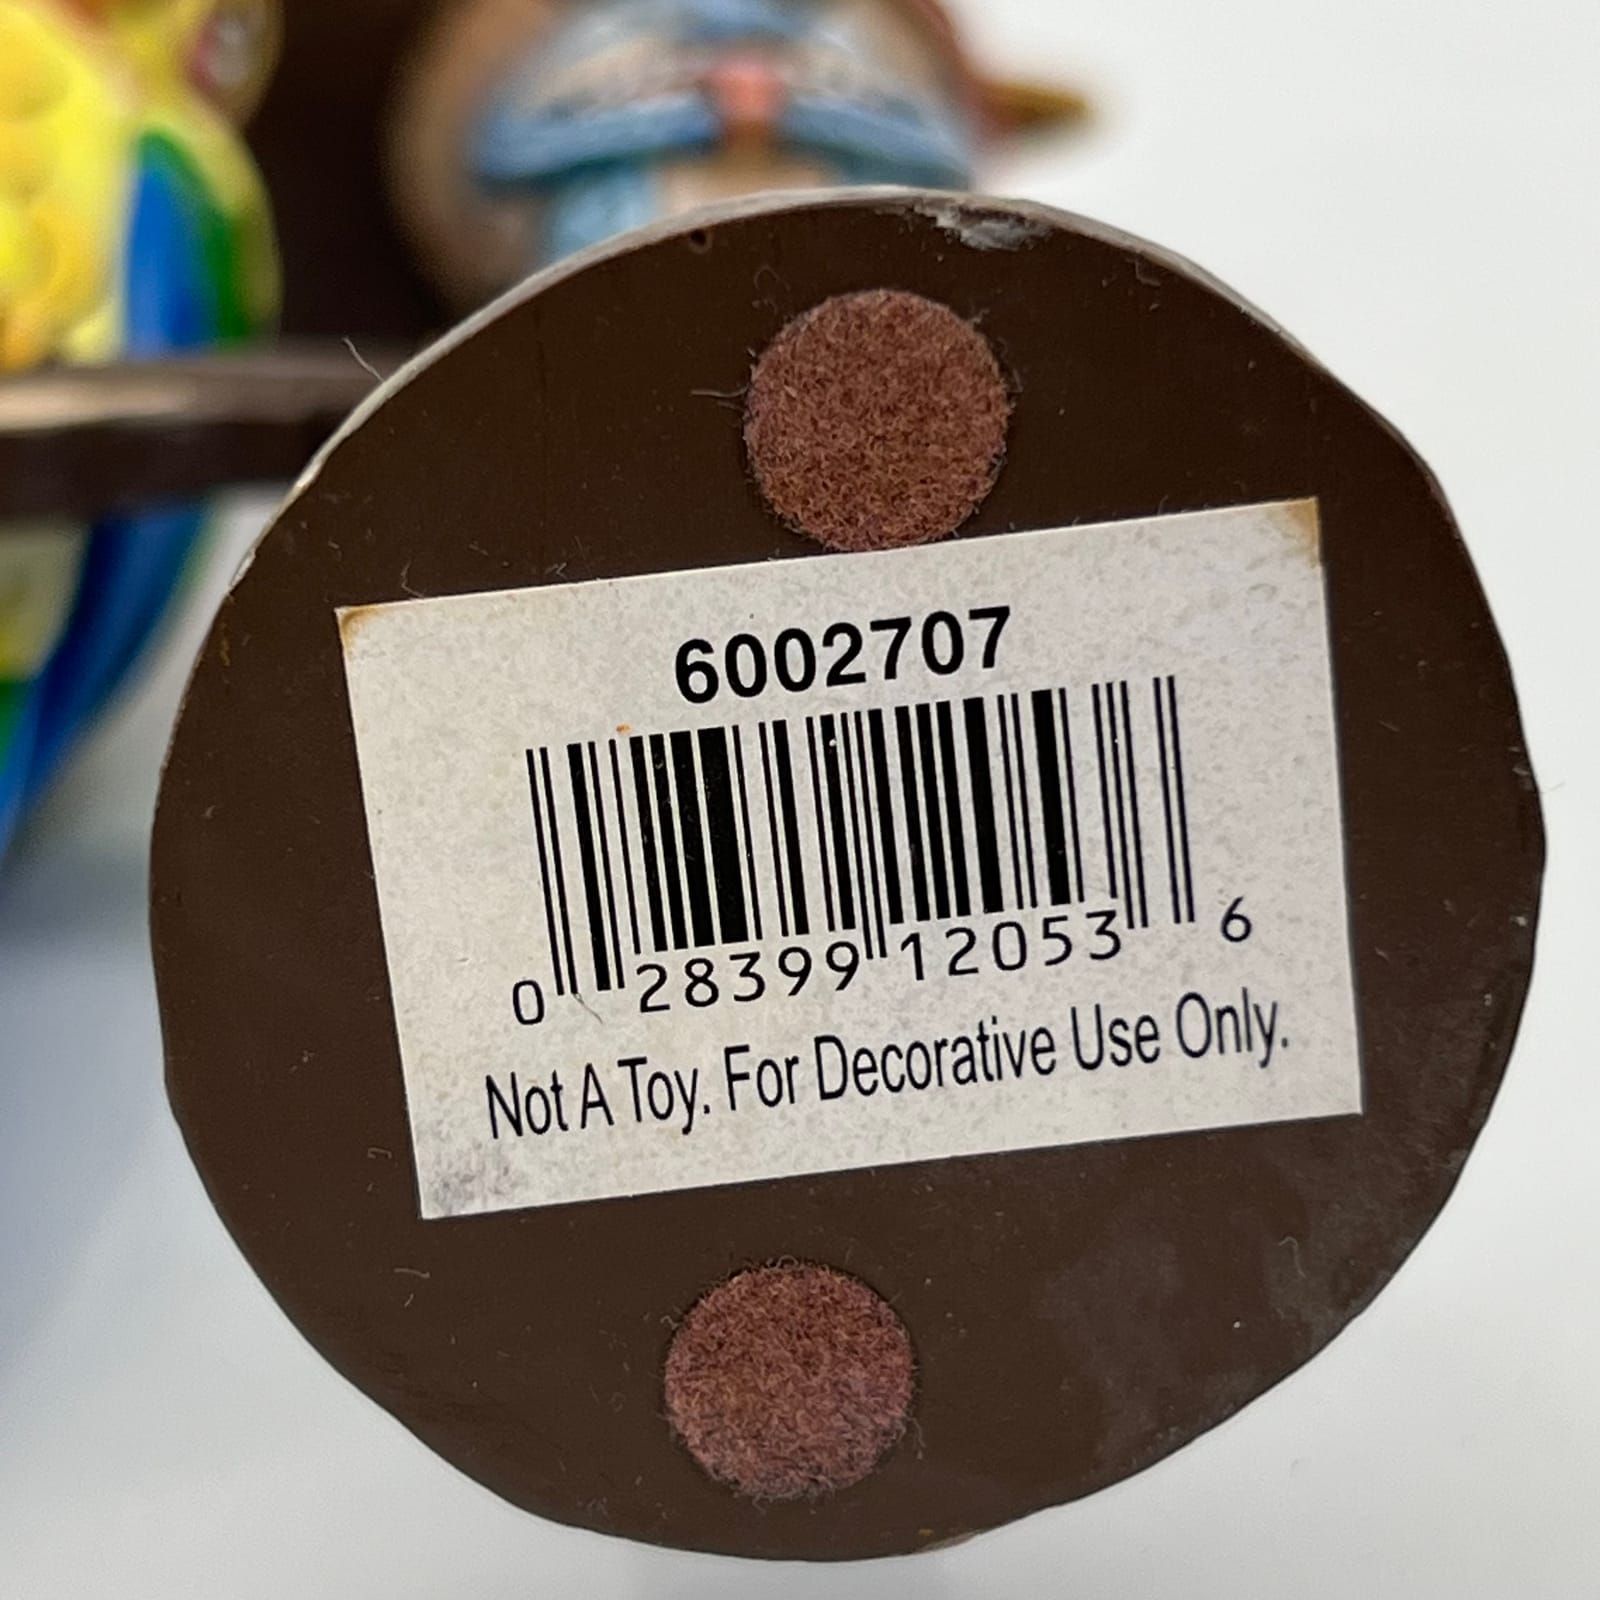 6002707
0 28399 12053 6
Not A Toy. For Decorative Use Only.